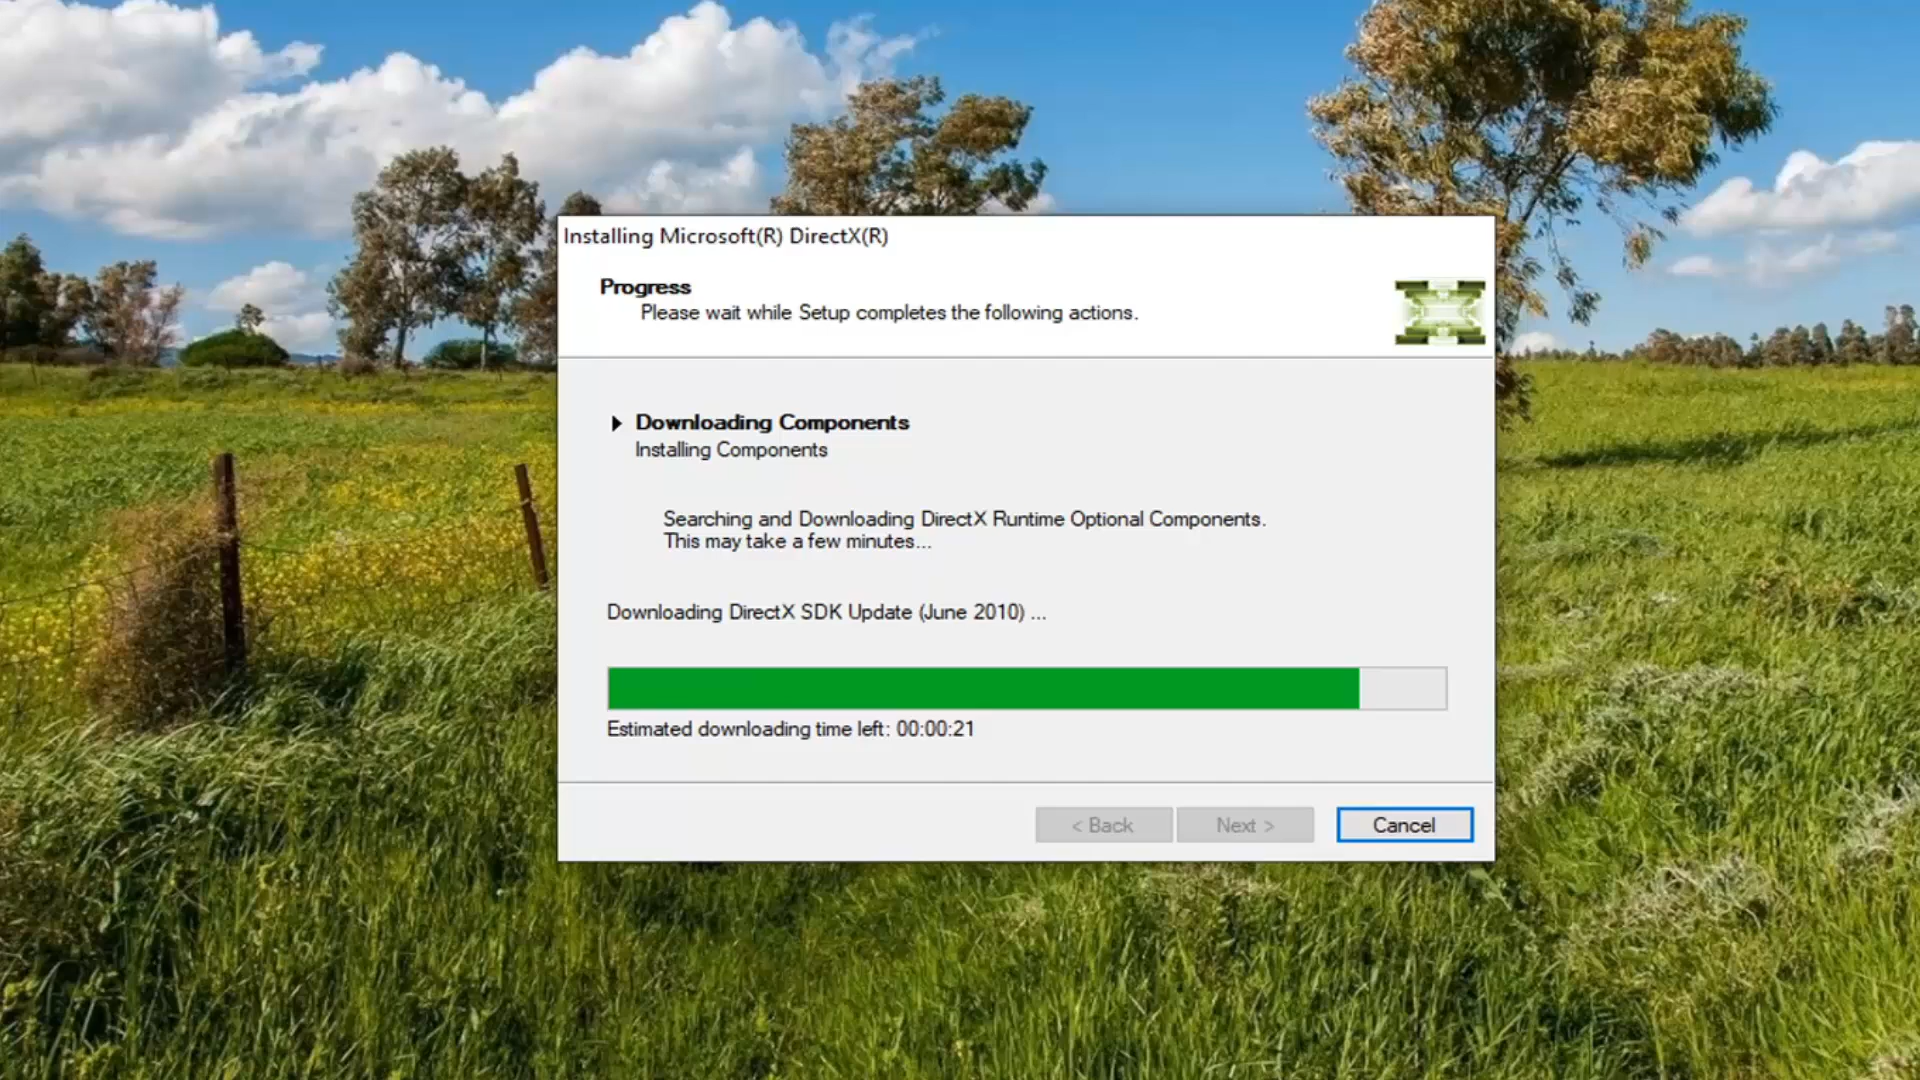 Installing Microsoft(R) DirectX(R)
Progress
Please wait while Setup completes the following actions.
Downloading Components
Installing Components
Searching and Downloading DirectX Runtime Optional Components.
This may take a few minutes...
Downloading DirectX SDK Update (June 2010) ...
Estimated downloading time left: 00:00:21
< Back Next > Cancel